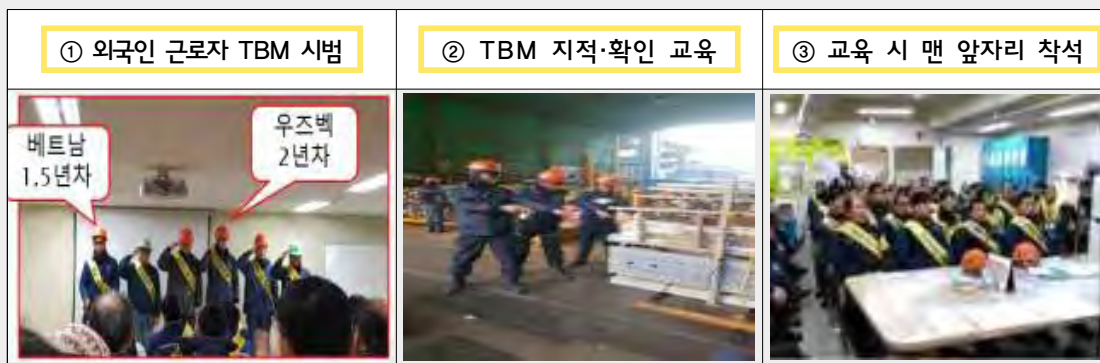 ① 외국인 근로자 TBM 시범
② TBM 지적·확인 교육
③ 교육 시 맨 앞자리 착석
베트남
1.5년차
우즈벡
2년차